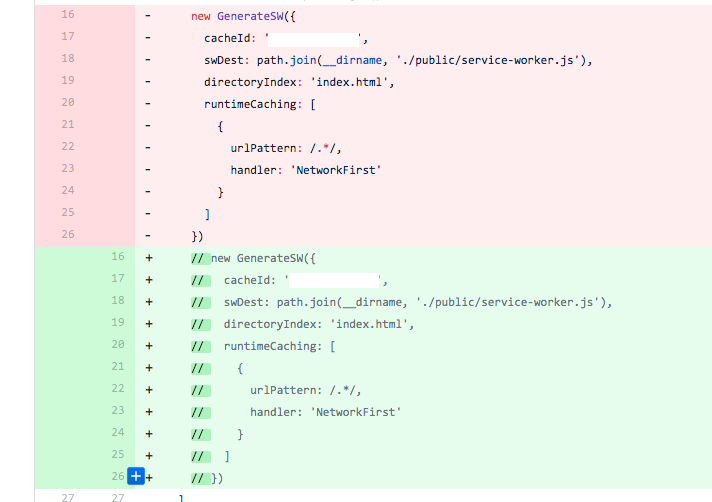 16 - new GenerateSW({
17 - cacheId: ' ',
18 - swDest: path.join(__dirname, './public/service-worker.js'),
19 - directoryIndex: 'index.html',
20 - runtimeCaching: [
21 - {
22 - urlPattern: /.*/,
23 - handler: 'NetworkFirst'
24 - }
25 - ]
26 - })
16 + // new GenerateSW({
17 + // cacheId: ' ',
18 + // swDest: path.join(__dirname, './public/service-worker.js'),
19 + // directoryIndex: 'index.html',
20 + // runtimeCaching: [
21 + // {
22 + // urlPattern: /.*/,
23 + // handler: 'NetworkFirst'
24 + // }
25 + // ]
26 + + // })
27 27 ]